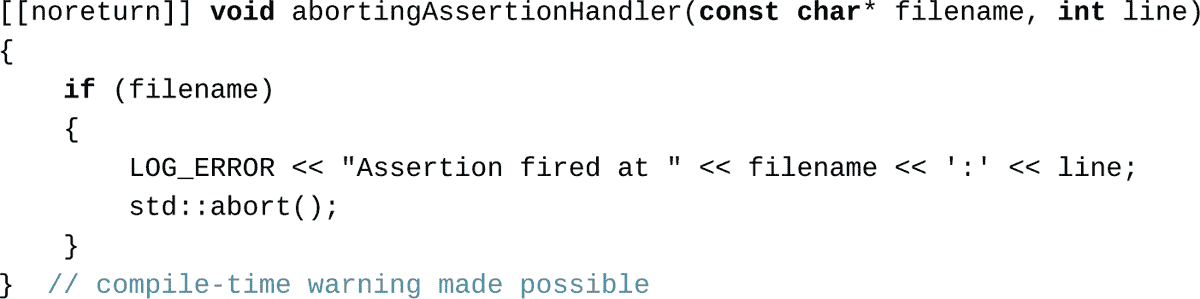 [[noreturn]] void abortingAssertionHandler(const char* filename, int line)
{
    if (filename)
    {
        LOG_ERROR << "Assertion fired at " << filename << ':' << line;
        std::abort();
    }
}  // compile-time warning made possible